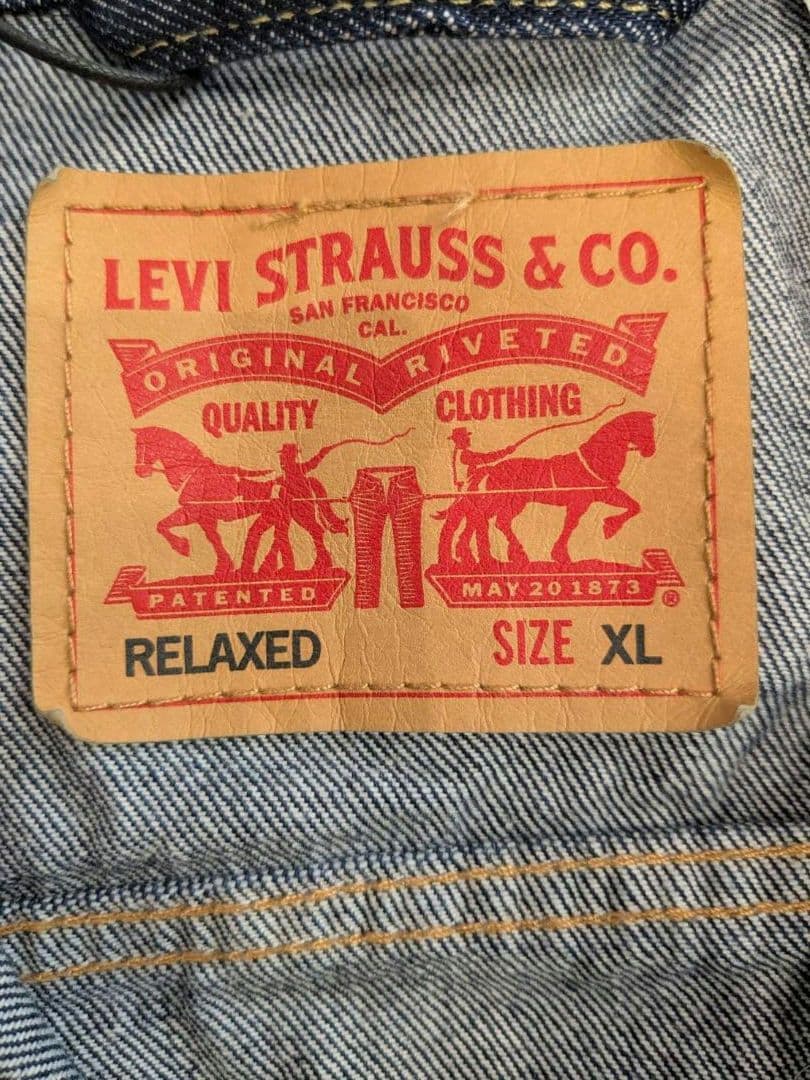 LEVI STRAUSS & CO.
SAN FRANCISCO
CAL.
ORIGINAL RIVETED
QUALITY CLOTHING
PATENTED MAY 20 1873 ®
RELAXED SIZE XL